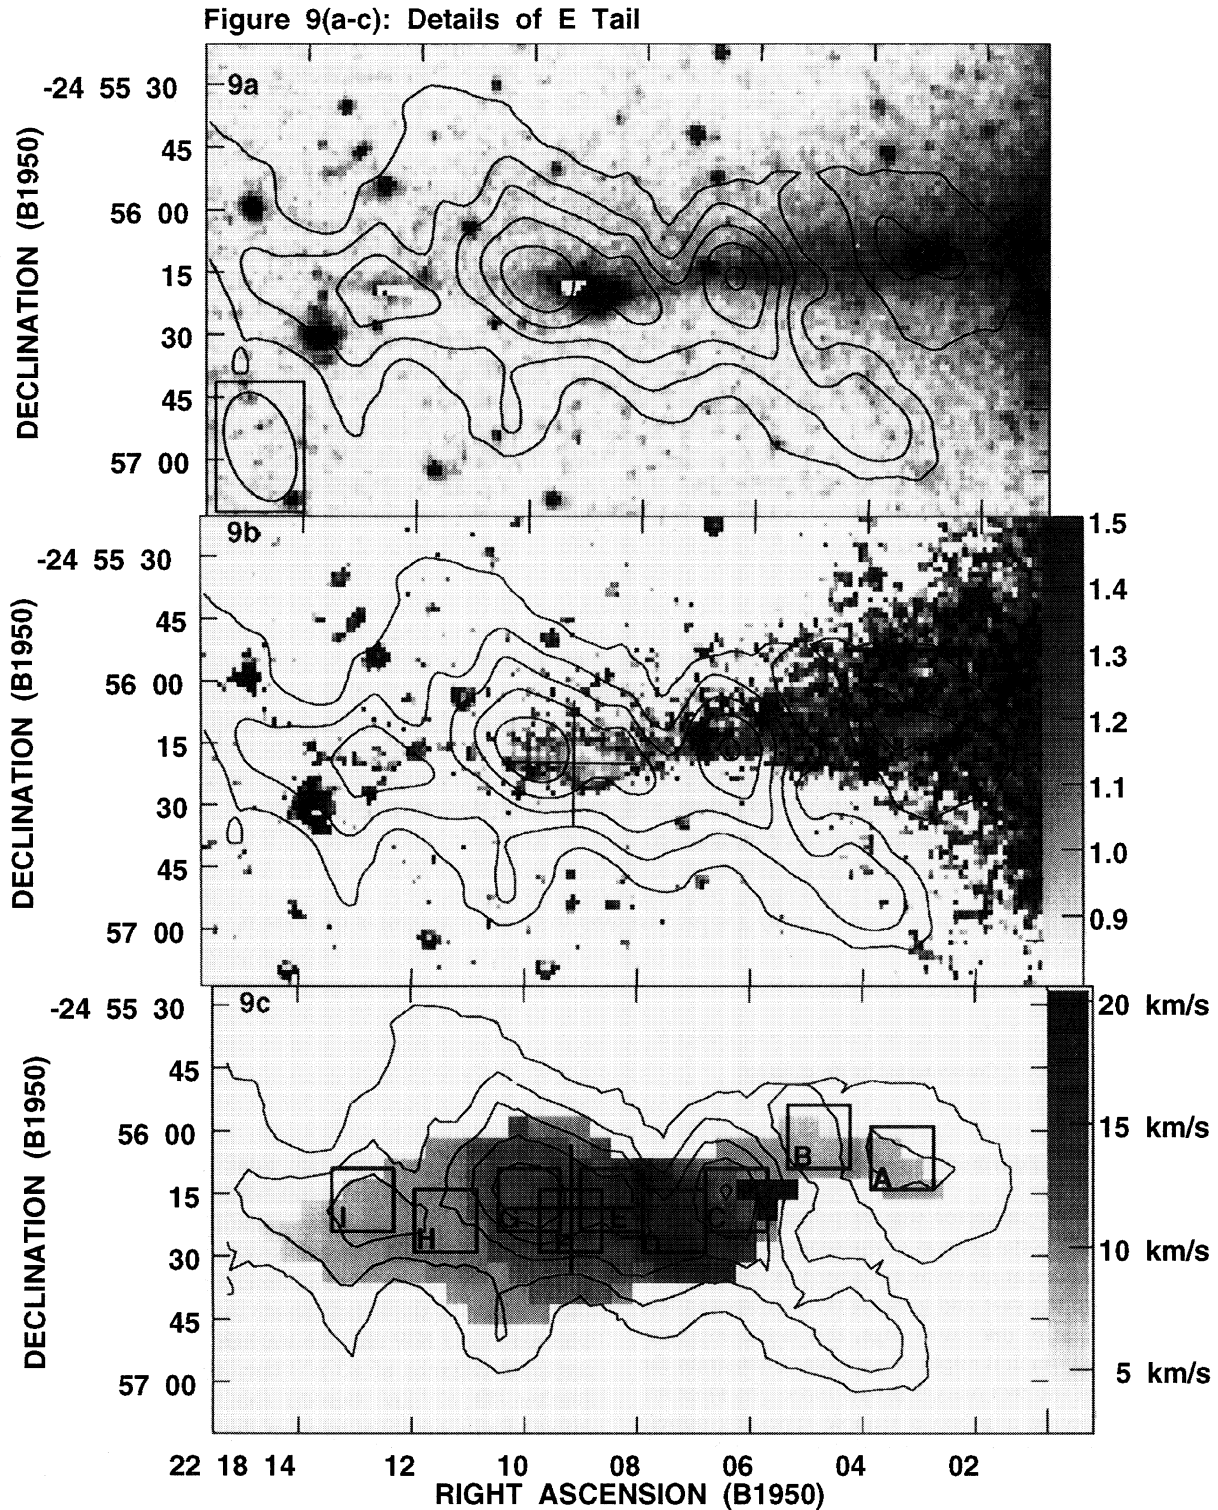 Figure 9(a-c): Details of E Tail
9a
-24 55 30
45
56 00
15
30
45
57 00
DECLINATION (B1950)
9b
-24 55 30
45
56 00
15
30
45
57 00
DECLINATION (B1950)
1.5
1.4
1.3
1.2
1.1
1.0
0.9
9c
-24 55 30
45
56 00
15
30
45
57 00
DECLINATION (B1950)
20 km/s
15 km/s
10 km/s
5 km/s
B
A
I
H
G
E
C
22 18 14 12 10 08 06 04 02
RIGHT ASCENSION (B1950)